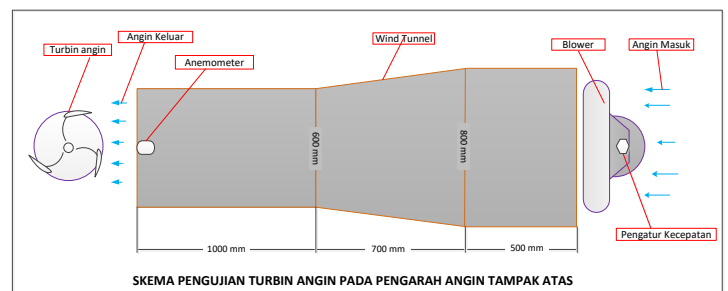 Angin Keluar
Wind Tunnel
Blower
Angin Masuk
Turbin angin
Anemometer
600 mm
800 mm
Pengatur Kecepatan
1000 mm
700 mm
500 mm
SKEMA PENGUJIAN TURBIN ANGIN PADA PENGARAH ANGIN TAMPAK ATAS